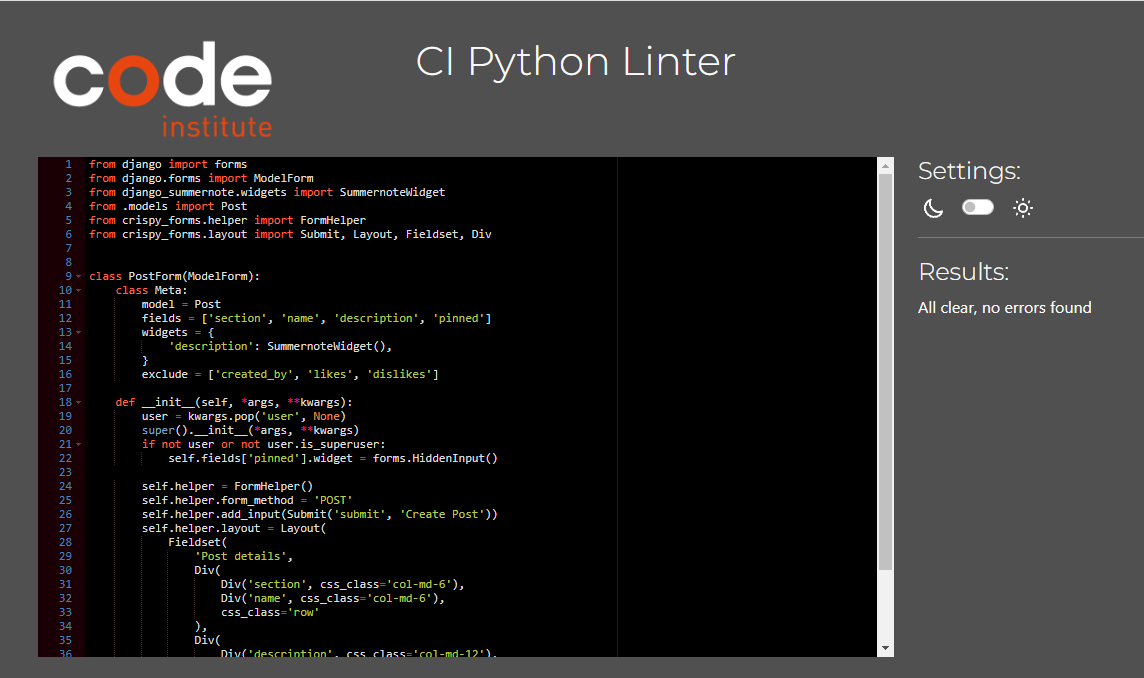 code
institute
CI Python Linter
1 from django import forms
2 from django.forms import ModelForm
3 from django_summernote.widgets import SummernoteWidget
4 from .models import Post
5 from crispy_forms.helper import FormHelper
6 from crispy_forms.layout import Submit, Layout, Fieldset, Div
7
8
9 class PostForm(ModelForm):
10     class Meta:
11         model = Post
12         fields = ['section', 'name', 'description', 'pinned']
13         widgets = {
14             'description': SummernoteWidget(),
15         }
16         exclude = ['created_by', 'likes', 'dislikes']
17
18     def __init__(self, *args, **kwargs):
19         user = kwargs.pop('user', None)
20         super().__init__(*args, **kwargs)
21         if not user or not user.is_superuser:
22             self.fields['pinned'].widget = forms.HiddenInput()
23
24         self.helper = FormHelper()
25         self.helper.form_method = 'POST'
26         self.helper.add_input(Submit('submit', 'Create Post'))
27         self.helper.layout = Layout(
28             Fieldset(
29                 'Post details',
30                 Div(
31                     Div('section', css_class='col-md-6'),
32                     Div('name', css_class='col-md-6'),
33                     css_class='row'
34                 ),
35                 Div(
36                     Div('description', css_class='col-md-12'),
Settings:
Results:
All clear, no errors found